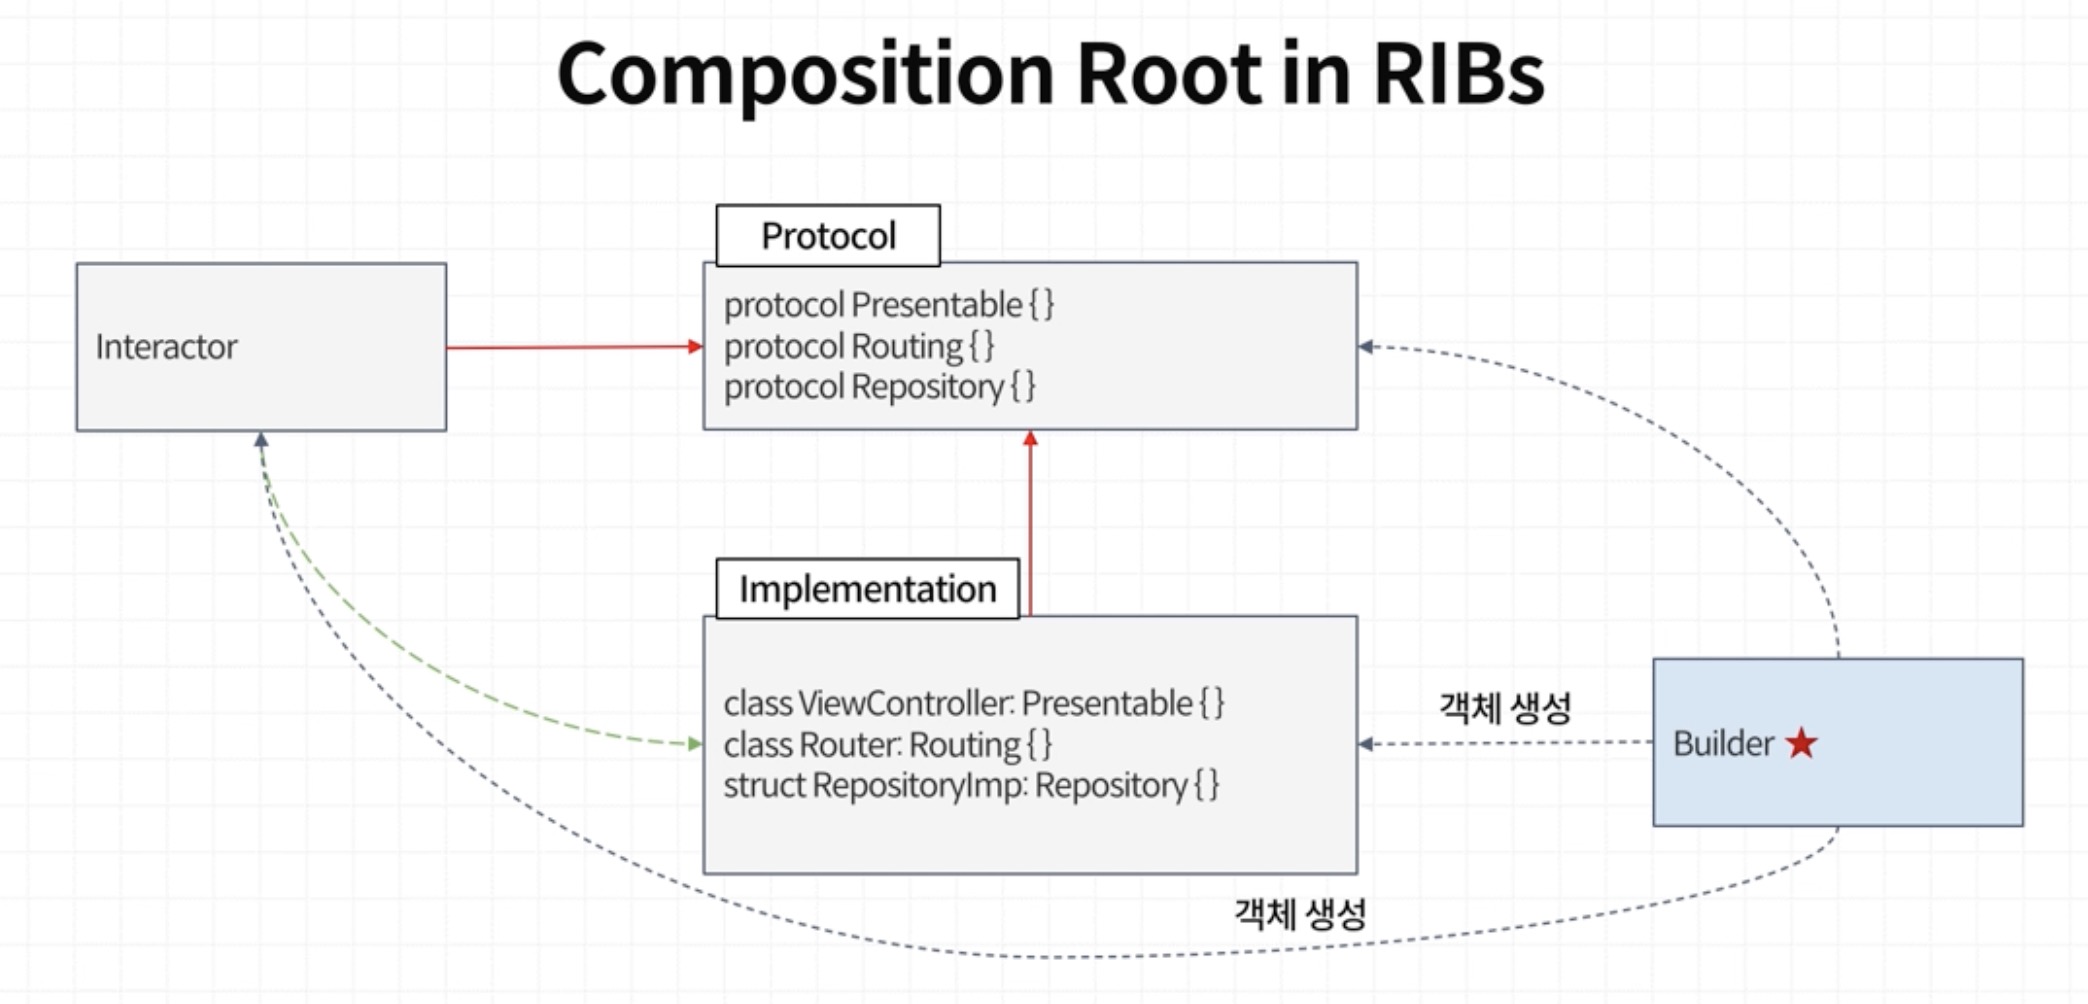 Composition Root in RIBs
Protocol
Interactor
protocol Presentable {}
protocol Routing {}
protocol Repository {}
Implementation
class ViewController: Presentable {}
class Router: Routing {}
struct RepositoryImp: Repository {}
객체 생성
Builder ★
객체 생성